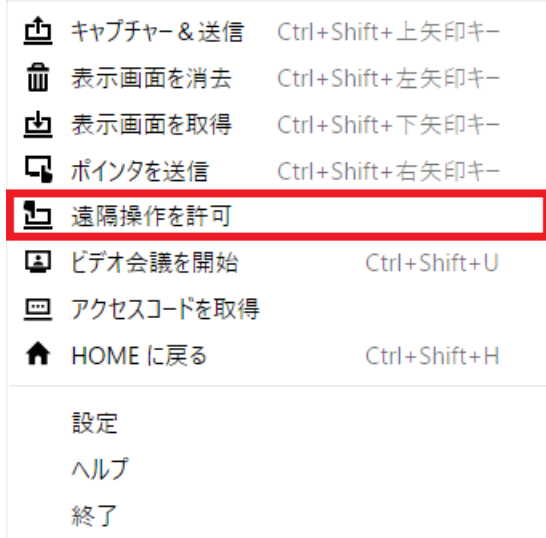 キャプチャー＆送信 Ctrl+Shift+上矢印キー
表示画面を消去 Ctrl+Shift+左矢印キー
表示画面を取得 Ctrl+Shift+下矢印キー
ポインタを送信 Ctrl+Shift+右矢印キー
遠隔操作を許可
ビデオ会議を開始 Ctrl+Shift+U
アクセスコードを取得
HOME に戻る Ctrl+Shift+H
設定
ヘルプ
終了